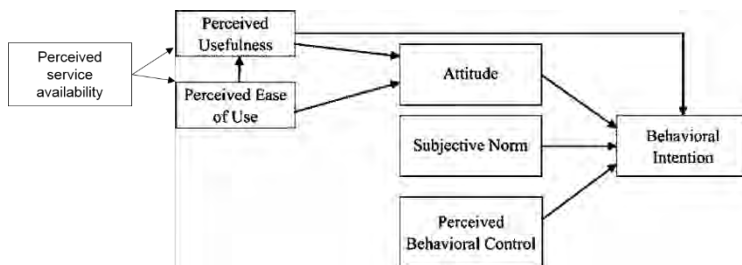 Perceived
Usefulness
Perceived
service
availability
Perceived Ease
of Use
Attitude
Subjective Norm
Behavioral
Intention
Perceived
Behavioral Control